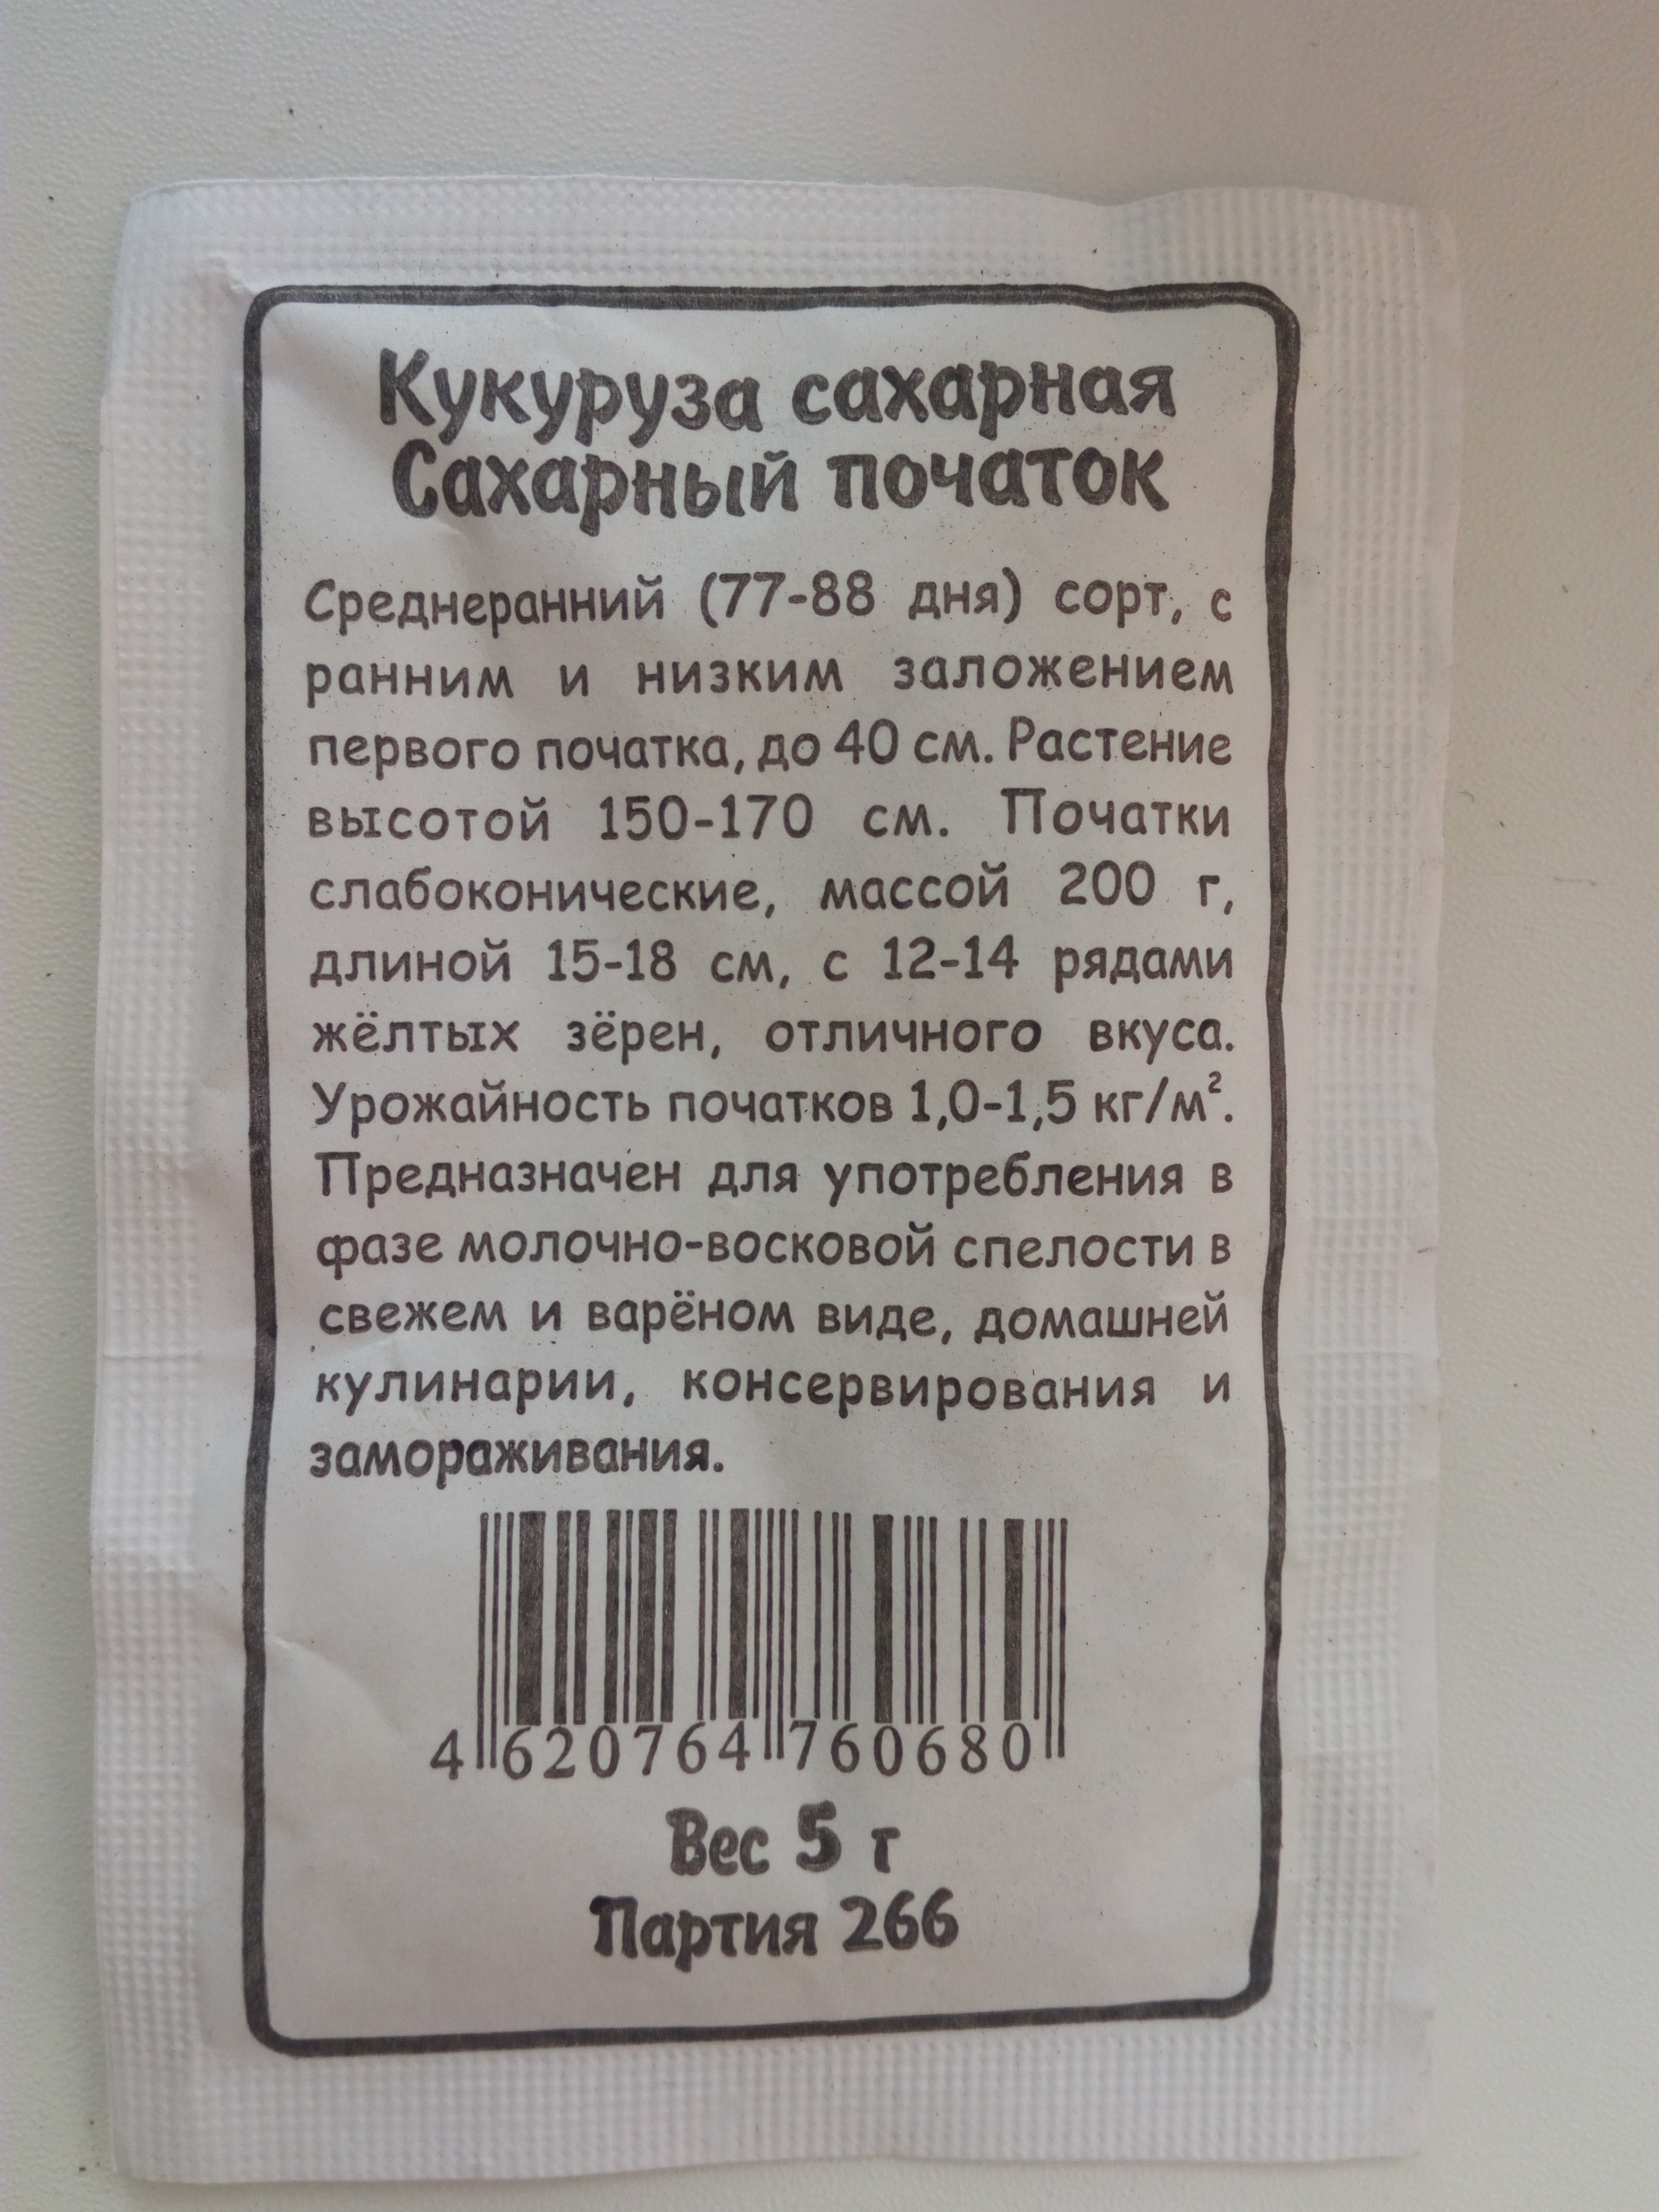 Кукуруза сахарная
Сахарный початок
Среднеранний (77-88 дня) сорт, с
ранним и низким заложением
первого початка, до 40 см. Растение
высотой 150-170 см. Початки
слабоконические, массой 200 г,
длиной 15-18 см, с 12-14 рядами
жёлтых зёрен, отличного вкуса.
Урожайность початков 1,0-1,5 кг/м².
Предназначен для употребления в
фазе молочно-восковой спелости в
свежем и варёном виде, домашней
кулинарии, консервирования и
замораживания.
4 620764 760680
Вес 5 г
Партия 266